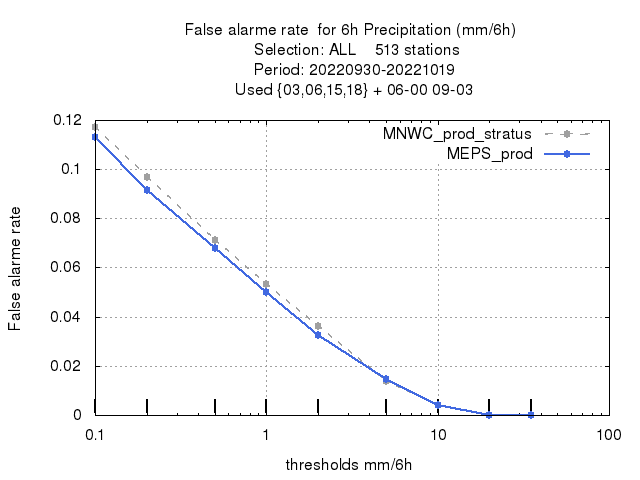 False alarme rate  for 6h Precipitation (mm/6h)
Selection: ALL    513 stations
Period: 20220930-20221019
Used {03,06,15,18} + 06-00 09-03
MNWC_prod_stratus
MEPS_prod
0.12
0.1
0.08
0.06
0.04
0.02
0
False alarme rate
0.1 1 10 100
thresholds mm/6h